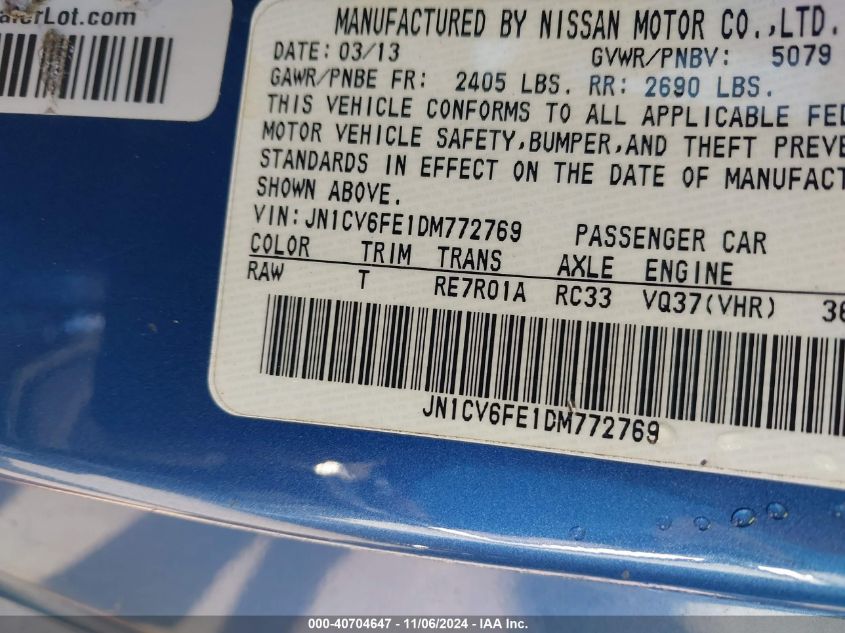 lerLot.com
MANUFACTURED BY NISSAN MOTOR CO.,LTD.
DATE: 03/13 GVWR/PNBV: 5079
GAWR/PNBE FR: 2405 LBS. RR: 2690 LBS.
THIS VEHICLE CONFORMS TO ALL APPLICABLE FED
MOTOR VEHICLE SAFETY,BUMPER,AND THEFT PREVE
STANDARDS IN EFFECT ON THE DATE OF MANUFACT
SHOWN ABOVE.
VIN: JN1CV6FE1DM772769 PASSENGER CAR
COLOR TRIM TRANS AXLE ENGINE
RAW T RE7R01A RC33 VQ37(VHR) 3
JN1CV6FE1DM772769
000-40704647 | 11/06/2024 - IAA Inc.